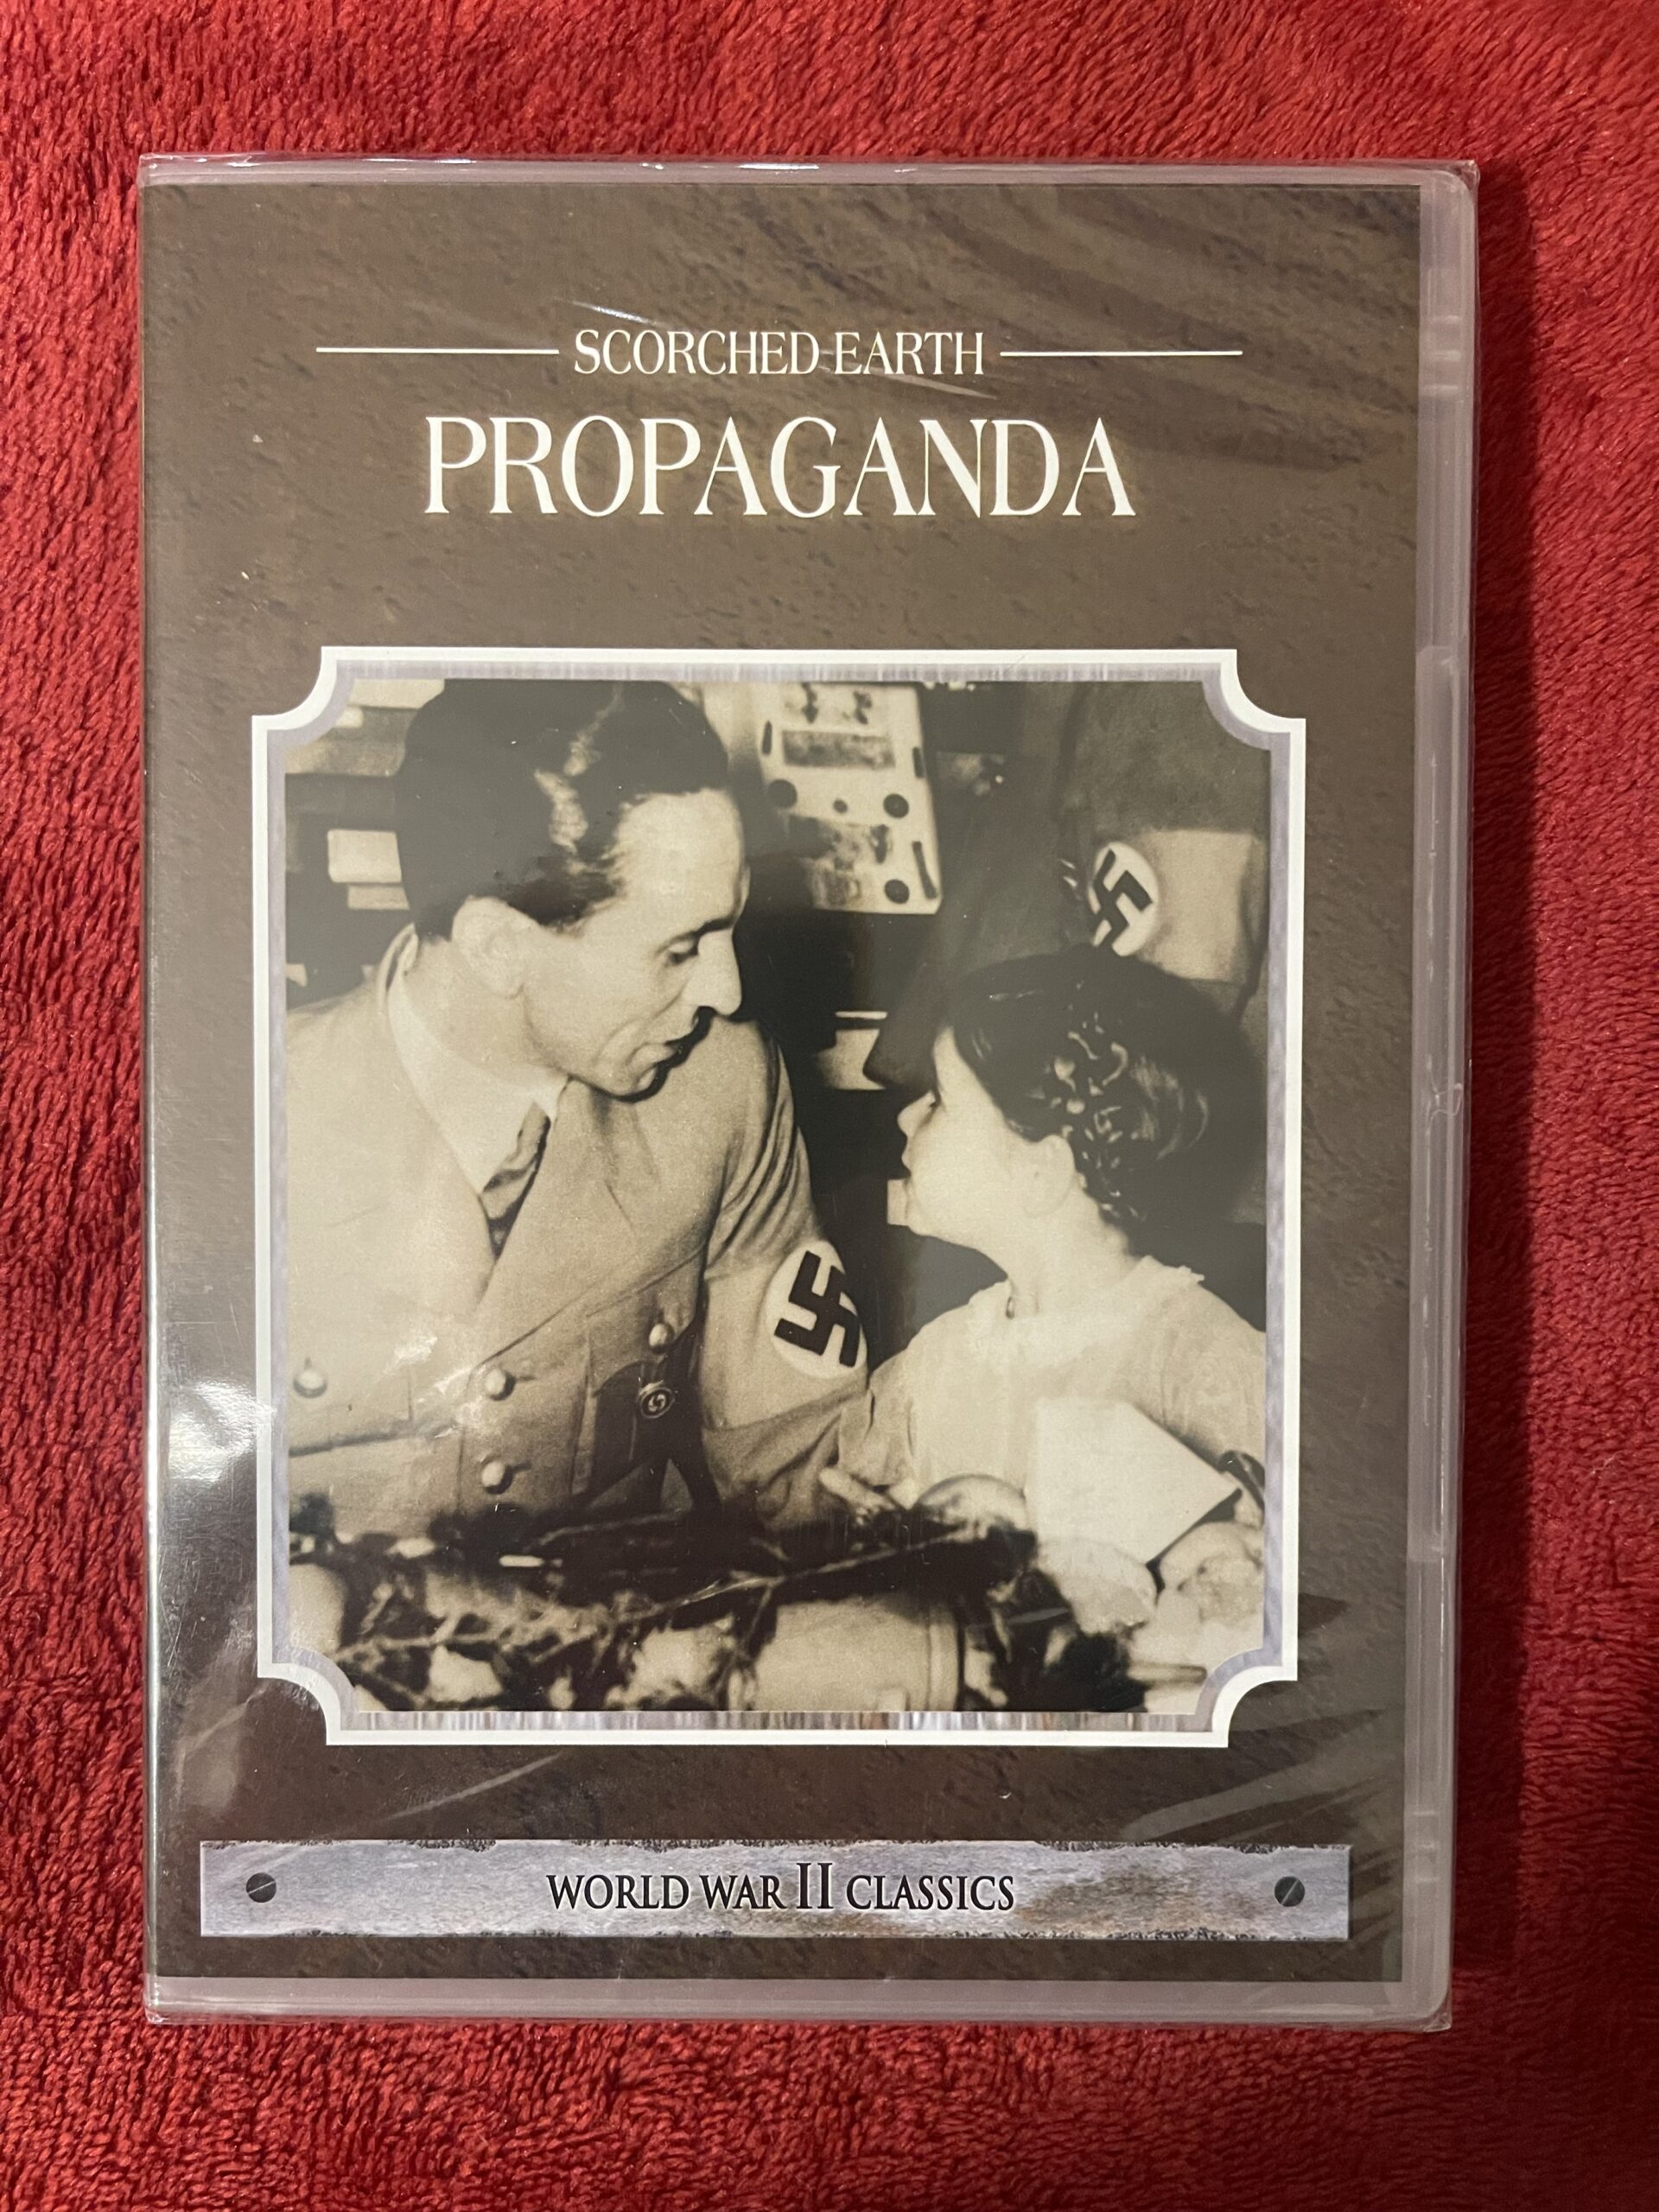 SCORCHED EARTH
PROPAGANDA
WORLD WAR II CLASSICS